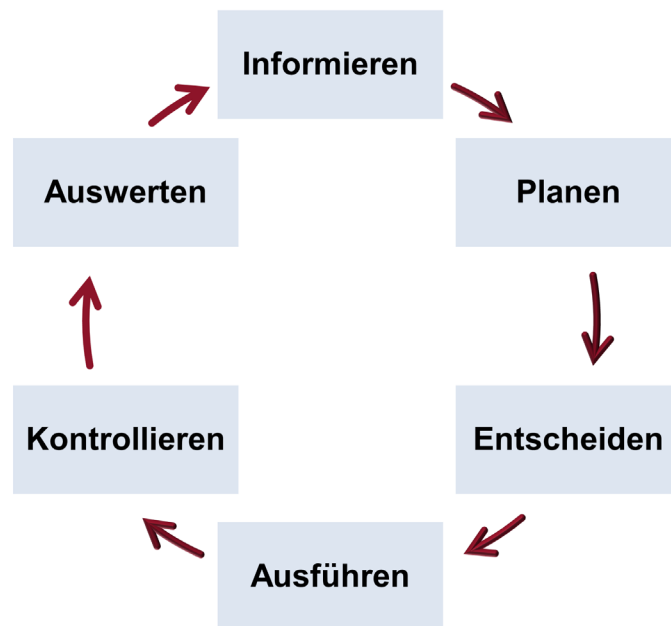 Informieren
Planen
Entscheiden
Ausführen
Kontrollieren
Auswerten